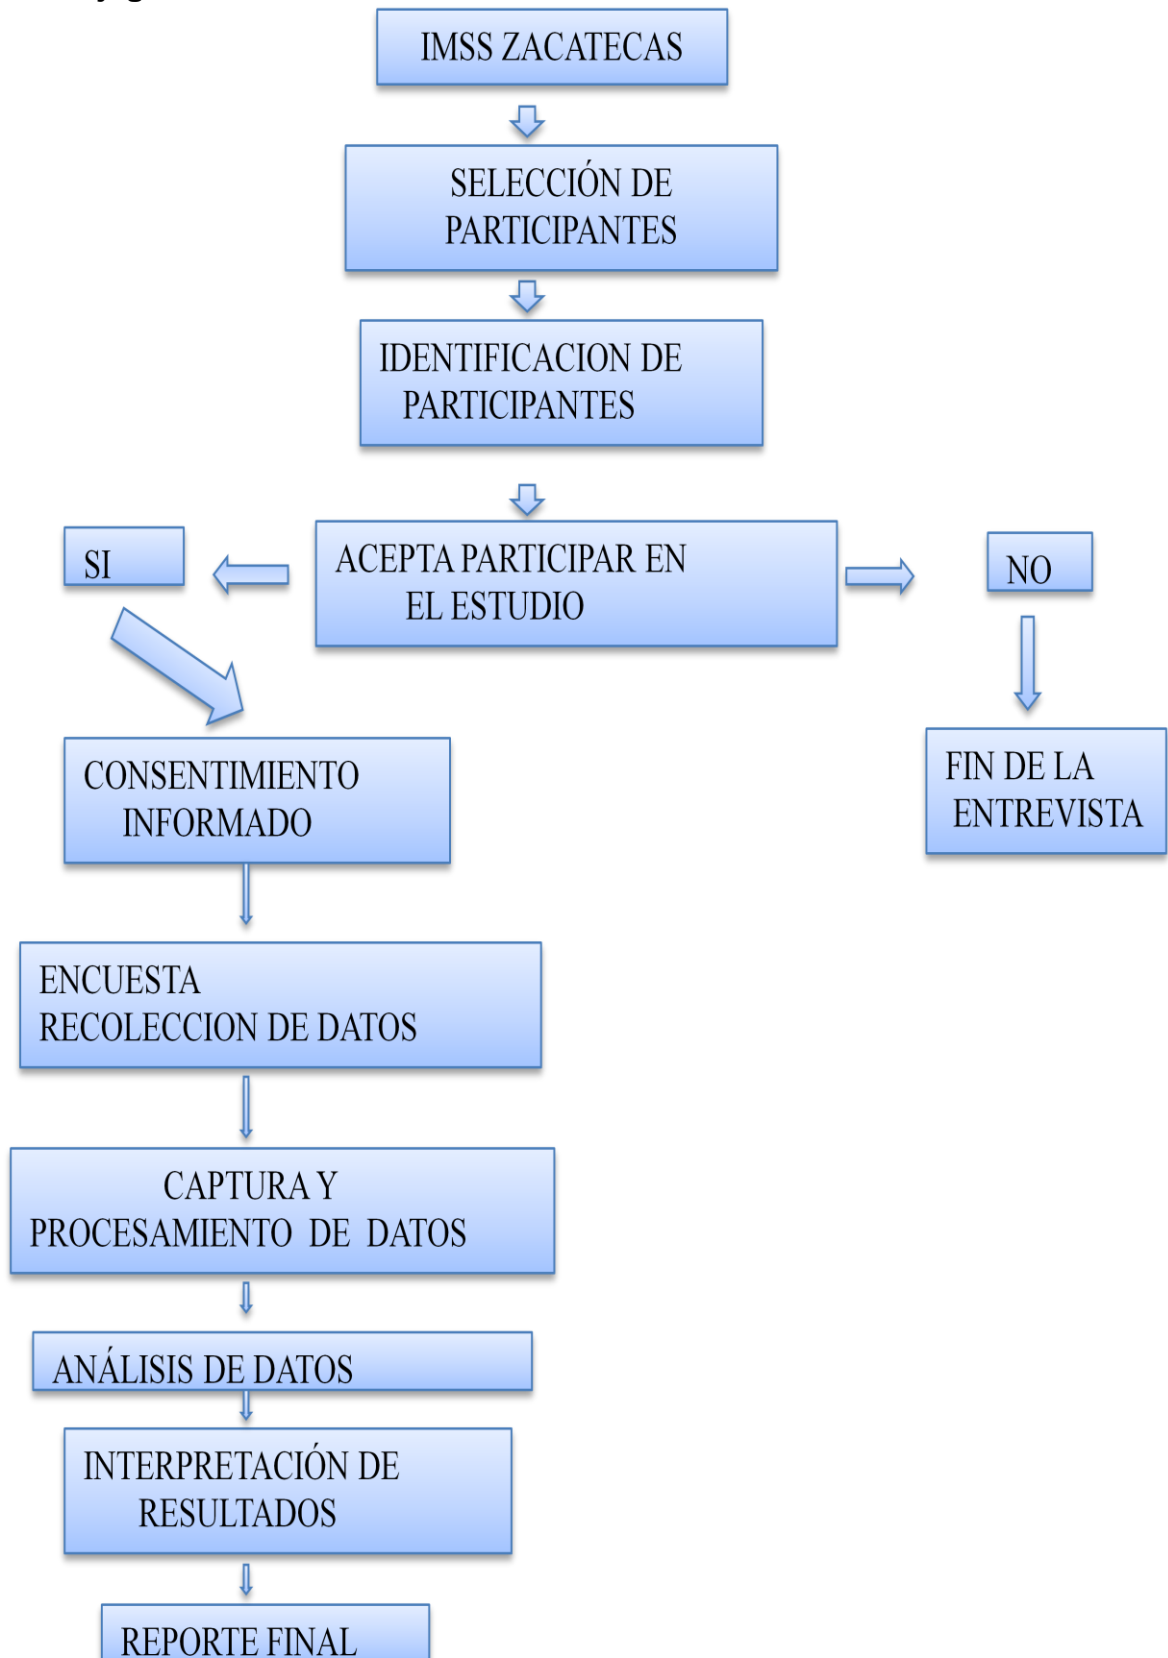 IMSS ZACATECAS
SELECCIÓN DE
PARTICIPANTES
IDENTIFICACION DE
PARTICIPANTES
ACEPTA PARTICIPAR EN
EL ESTUDIO
SI
NO
CONSENTIMIENTO
INFORMADO
FIN DE LA
ENTREVISTA
ENCUESTA
RECOLECCION DE DATOS
CAPTURA Y
PROCESAMIENTO DE DATOS
ANÁLISIS DE DATOS
INTERPRETACIÓN DE
RESULTADOS
REPORTE FINAL